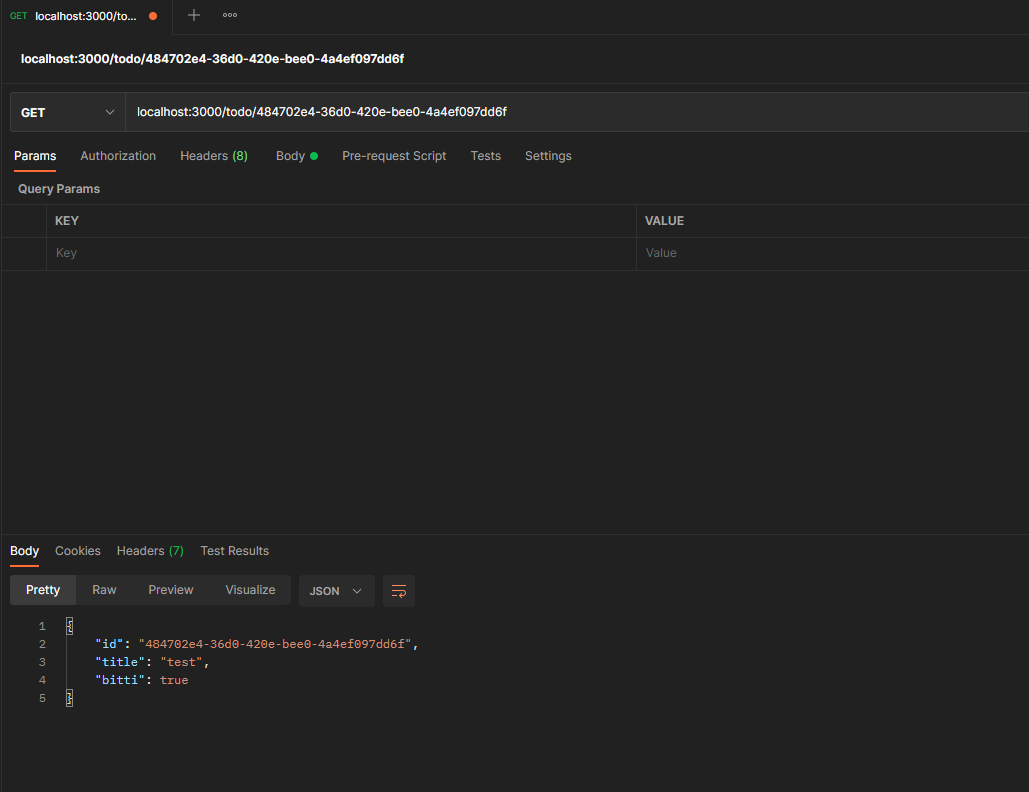 GET localhost:3000/to...
localhost:3000/todo/484702e4-36d0-420e-bee0-4a4ef097dd6f
GET localhost:3000/todo/484702e4-36d0-420e-bee0-4a4ef097dd6f
Params Authorization Headers (8) Body Pre-request Script Tests Settings
Query Params
KEY VALUE
Key Value
Body Cookies Headers (7) Test Results
Pretty Raw Preview Visualize JSON
1 {
2 "id": "484702e4-36d0-420e-bee0-4a4ef097dd6f",
3 "title": "test",
4 "bitti": true
5 }